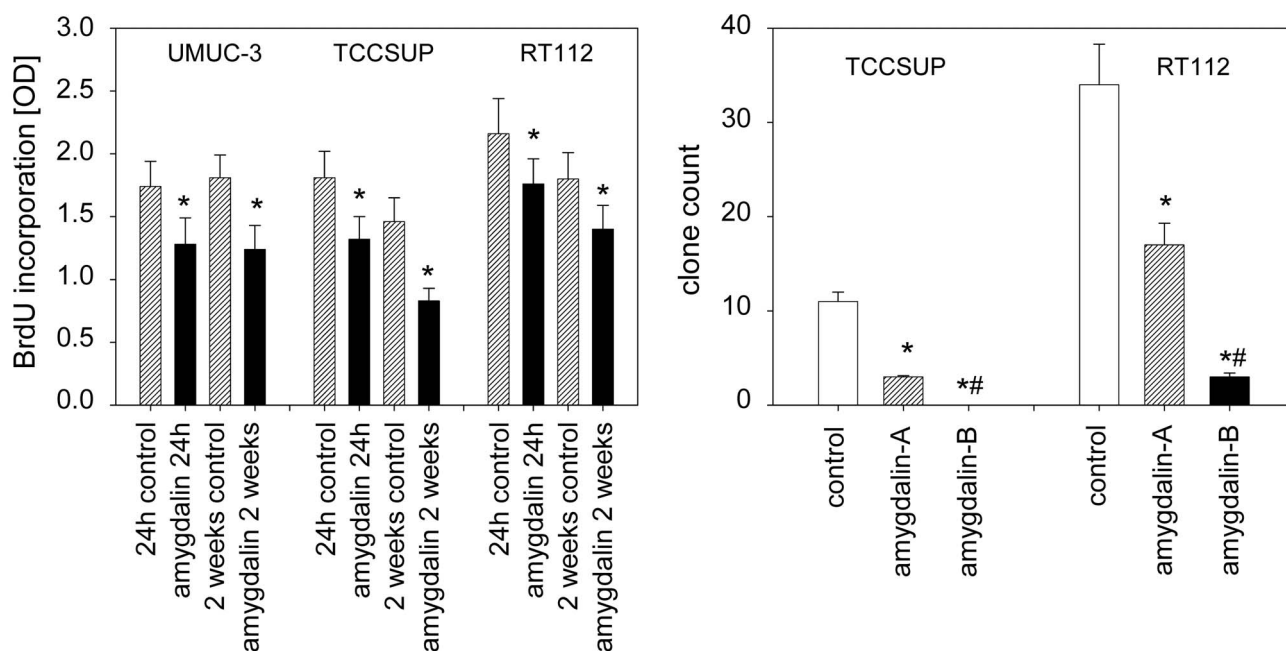 BrdU incorporation [OD]
3.0
2.5
2.0
1.5
1.0
0.5
0.0
UMUC-3
TCCSUP
RT112
*
*
*
*
*
*
24h control
amygdalin 24h
2 weeks control
amygdalin 2 weeks
24h control
amygdalin 24h
2 weeks control
amygdalin 2 weeks
24h control
amygdalin 24h
2 weeks control
amygdalin 2 weeks
clone count
40
30
20
10
0
TCCSUP
RT112
*
*#
*
*#
control
amygdalin-A
amygdalin-B
control
amygdalin-A
amygdalin-B